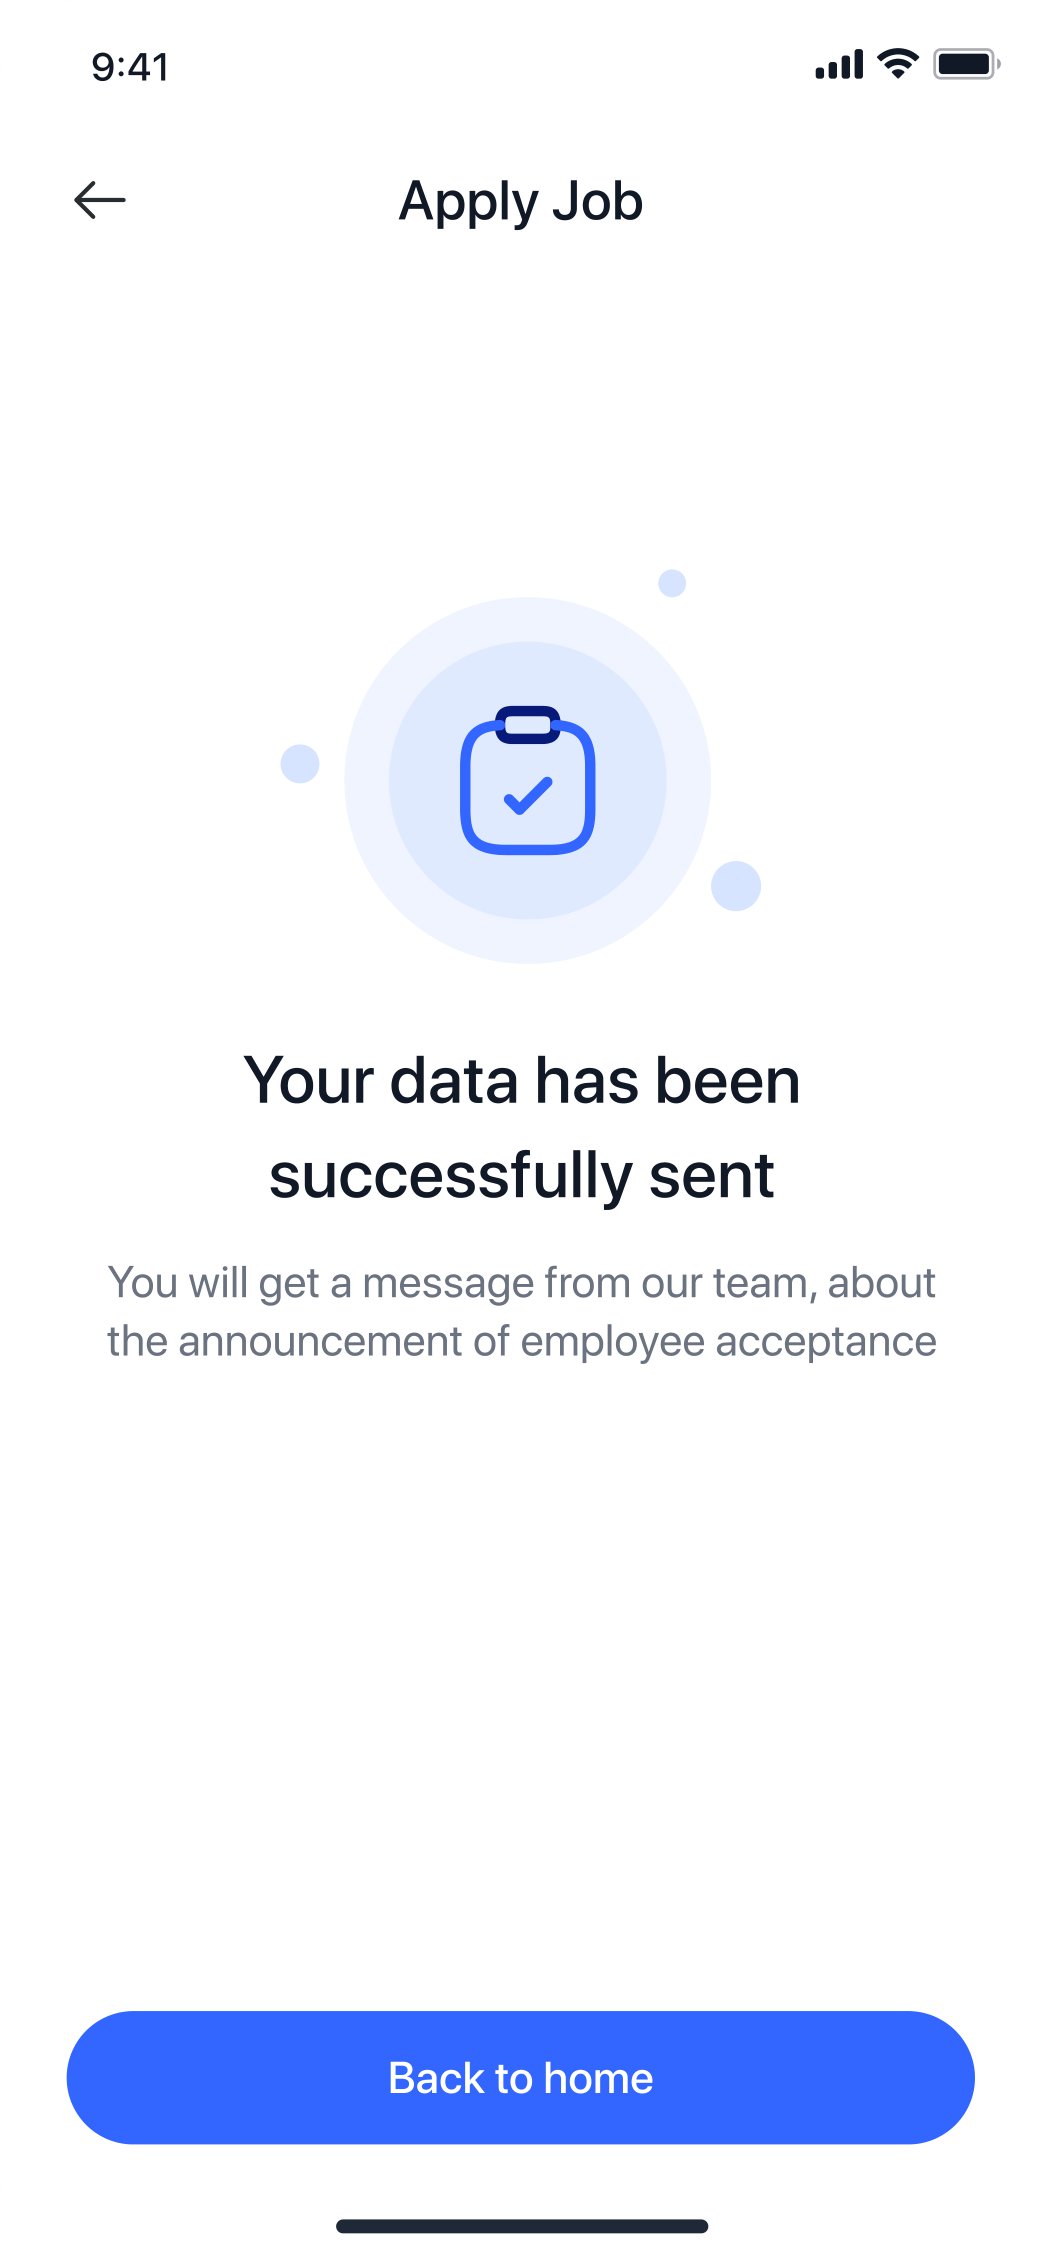 9:41
Apply Job
Your data has been
successfully sent
You will get a message from our team, about
the announcement of employee acceptance
Back to home